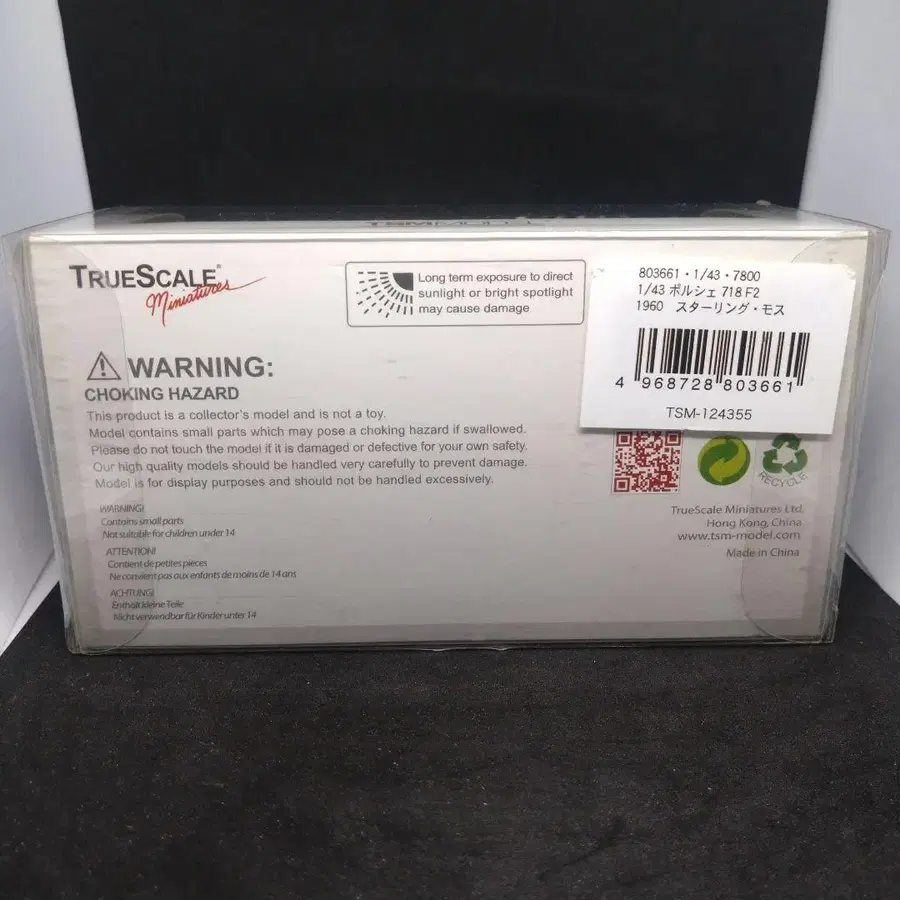 TRUESCALE
Miniatures
Long term exposure to direct
sunlight or bright spotlight
may cause damage
803661・1/43・7800
1/43 ポルシェ 718 F2
1960 スターリング・モス
4 968728 803661
TSM-124355
WARNING:
CHOKING HAZARD
This product is a collector's model and is not a toy.
Model contains small parts which may pose a choking hazard if swallowed.
Please do not touch the model if it is damaged or defective for your own safety.
Our high quality models should be handled very carefully to prevent damage.
Model is for display purposes and should not be handled excessively.
WARNING!
Contains small parts
Not suitable for children under 14
ATTENTION!
Contient de petites pieces
Ne convient pas aux enfants de moins de 14 ans
ACHTUNG!
Enthalt kleine Teile
Nicht verwendbar für Kinder unter 14
RECYCLE
TrueScale Miniatures Ltd.
Hong Kong, China
www.tsm-model.com
Made in China